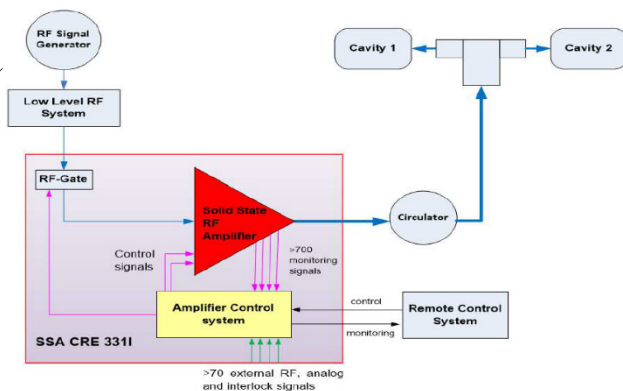 RF Signal
Generator
Cavity 1
Cavity 2
Low Level RF
System
RF-Gate
Solid State
RF
Amplifier
Circulator
Control
signals
>700
monitoring
signals
Amplifier Control
system
control
monitoring
Remote Control
System
SSA CRE 331I
>70 external RF, analog
and interlock signals